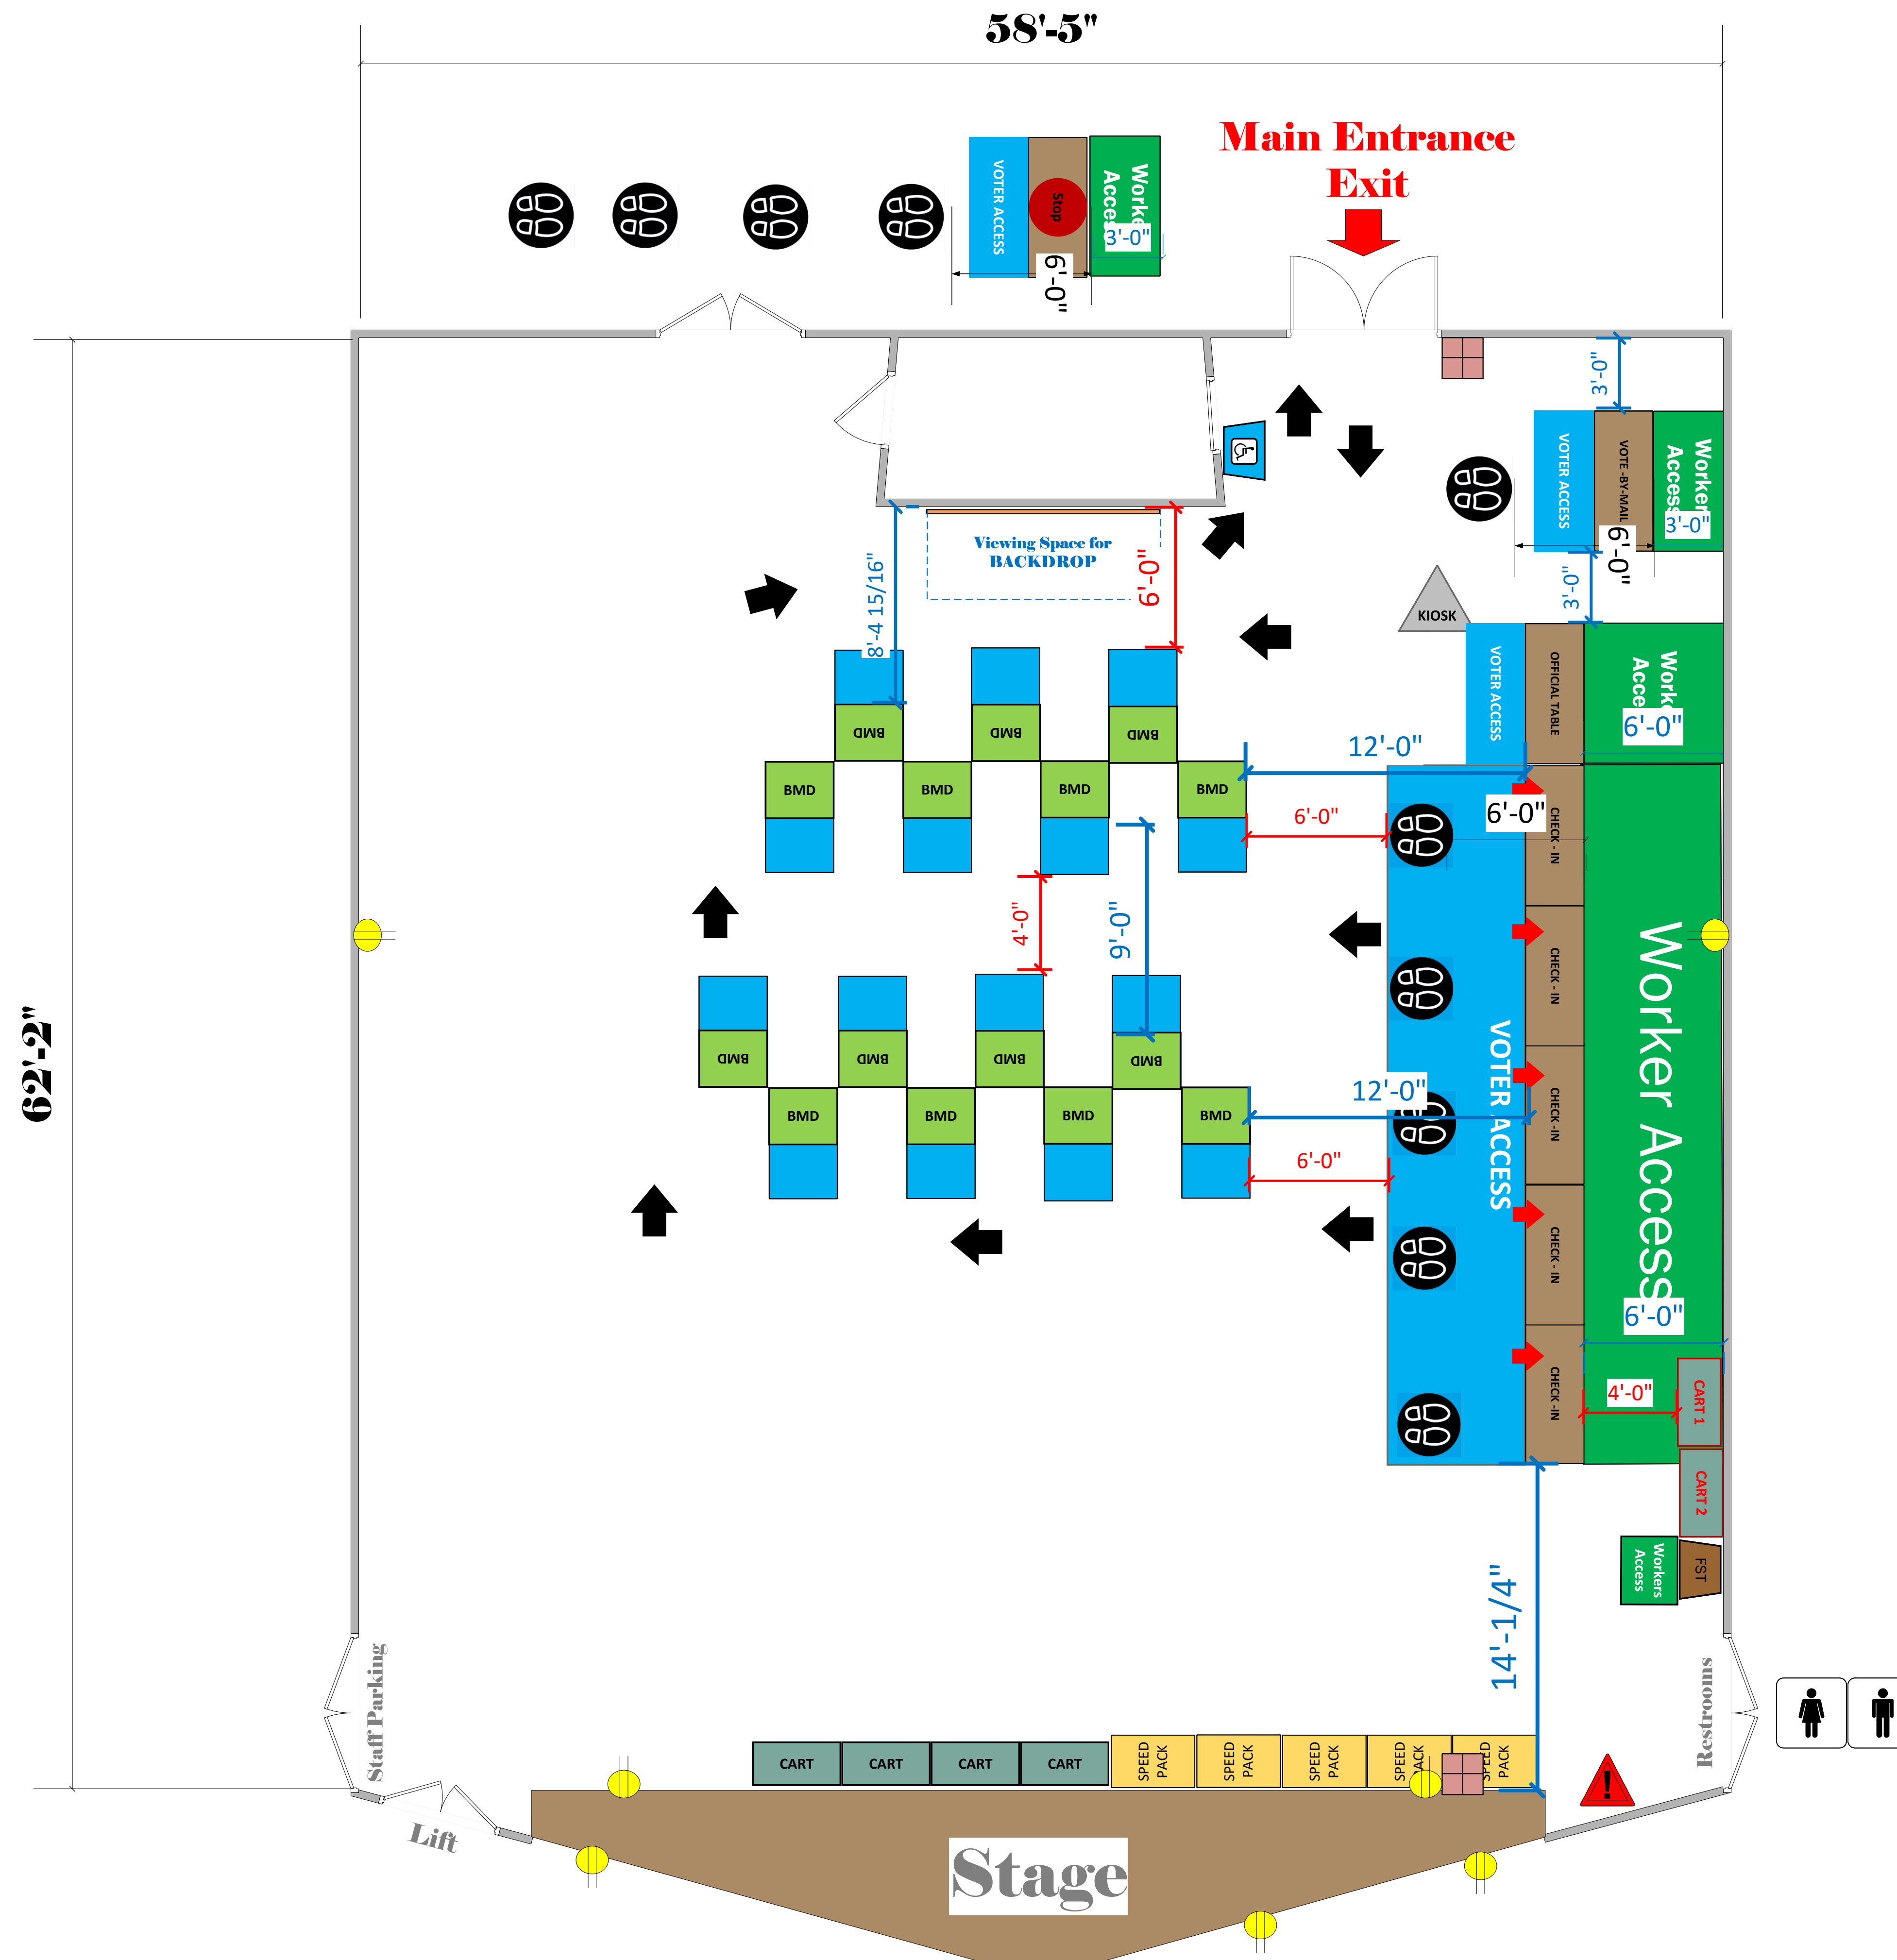 58'-5"
Main Entrance
Exit
VOTER ACCESS
Stop
Worke
Acces
3'-0"
6'-0"
3'-0"
VOTER ACCESS
VOTE -BY-MAIL
Worker
Access
3'-0"
6'-0"
3'-0"
Viewing Space for
BACKDROP
8'-4 15/16"
6'-0"
KIOSK
VOTER ACCESS
OFFICIAL TABLE
Worke
Acce
6'-0"
BMD
BMD
BMD
12'-0"
BMD
BMD
BMD
BMD
6'-0"
6'-0"
CHECK - IN
4'-0"
9'-0"
CHECK - IN
Worker Access
62'-2"
BMD
BMD
BMD
BMD
VOTER ACCESS
12'-0"
CHECK -IN
BMD
BMD
BMD
BMD
6'-0"
CHECK - IN
6'-0"
CHECK -IN
4'-0"
CART 1
CART 2
Workers
Access
FST
14'-1/4"
Staff Parking
Restrooms
CART
CART
CART
CART
SPEED
PACK
SPEED
PACK
SPEED
PACK
SPEED
PACK
SPEED
PACK
!
Lift
Stage